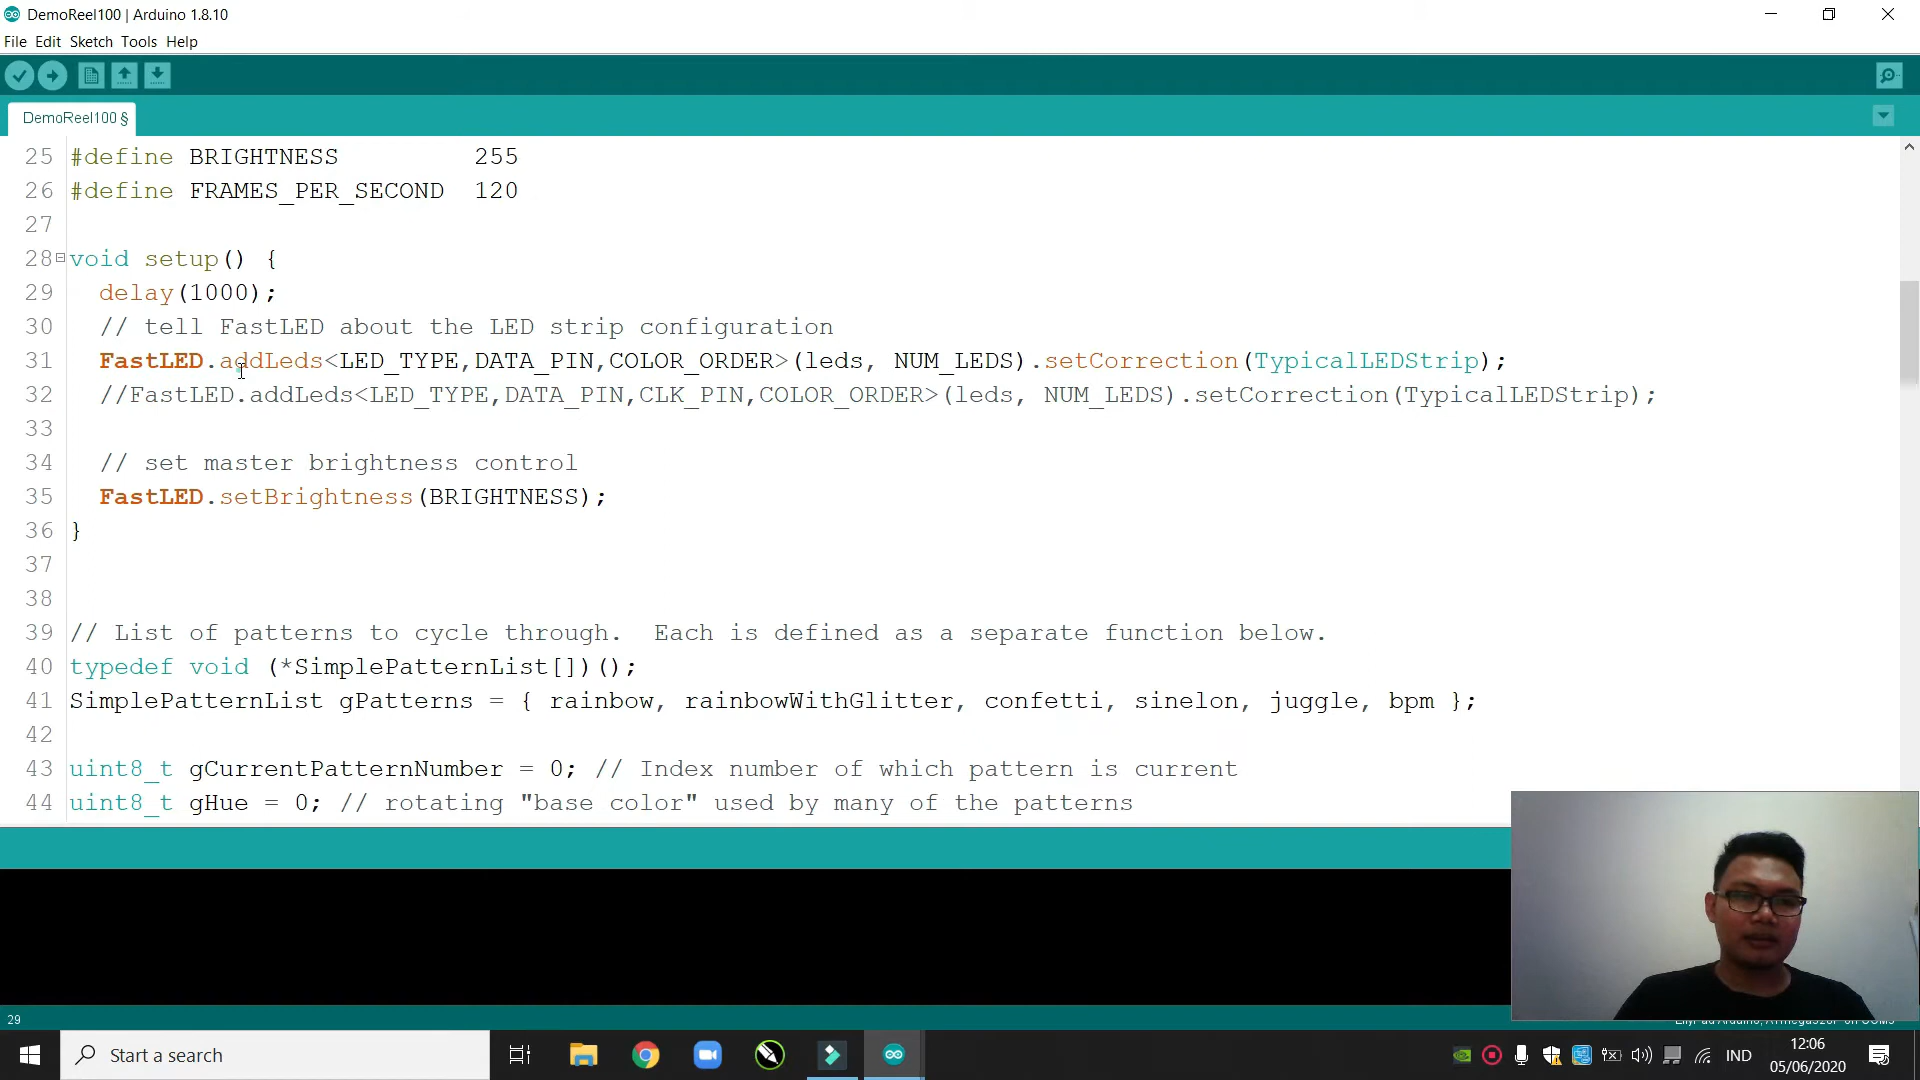 DemoReel100 | Arduino 1.8.10
File Edit Sketch Tools Help
DemoReel100 §
25 #define BRIGHTNESS 255
26 #define FRAMES_PER_SECOND 120
27
28 void setup() {
29 delay(1000);
30 // tell FastLED about the LED strip configuration
31 FastLED.addLeds<LED_TYPE,DATA_PIN,COLOR_ORDER>(leds, NUM_LEDS).setCorrection(TypicalLEDStrip);
32 //FastLED.addLeds<LED_TYPE,DATA_PIN,CLK_PIN,COLOR_ORDER>(leds, NUM_LEDS).setCorrection(TypicalLEDStrip);
33
34 // set master brightness control
35 FastLED.setBrightness(BRIGHTNESS);
36 }
37
38
39 // List of patterns to cycle through.  Each is defined as a separate function below.
40 typedef void (*SimplePatternList[])();
41 SimplePatternList gPatterns = { rainbow, rainbowWithGlitter, confetti, sinelon, juggle, bpm };
42
43 uint8_t gCurrentPatternNumber = 0; // Index number of which pattern is current
44 uint8_t gHue = 0; // rotating "base color" used by many of the patterns
29
Start a search
IND
12:06
05/06/2020